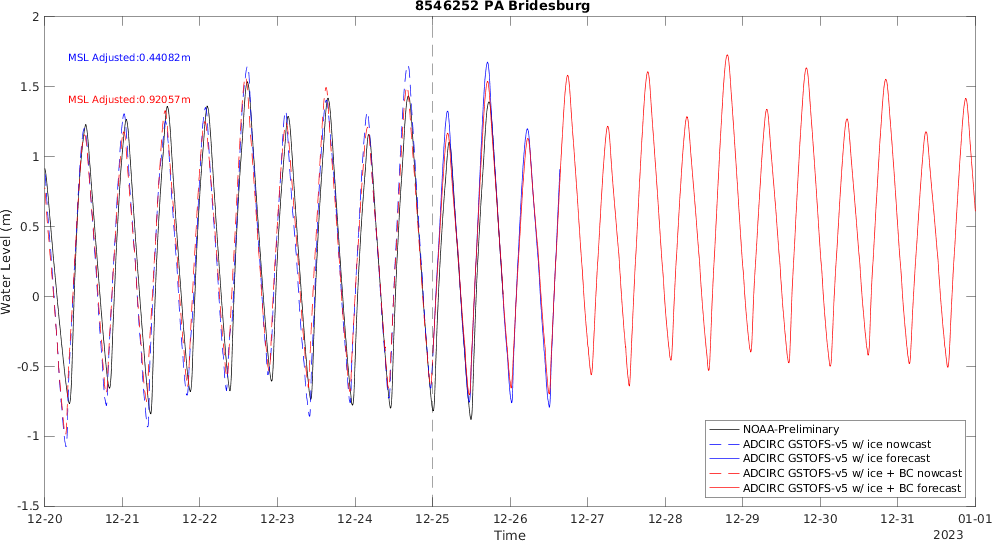 8546252 PA Bridesburg
MSL Adjusted:0.44082m
MSL Adjusted:0.92057m
Water Level (m)
2
1.5
1
0.5
0
-0.5
-1
-1.5
NOAA-Preliminary
ADCIRC GSTOFS-v5 w/ ice nowcast
ADCIRC GSTOFS-v5 w/ ice forecast
ADCIRC GSTOFS-v5 w/ ice + BC nowcast
ADCIRC GSTOFS-v5 w/ ice + BC forecast
12-20 12-21 12-22 12-23 12-24 12-25 12-26 12-27 12-28 12-29 12-30 12-31 01-01
Time
2023